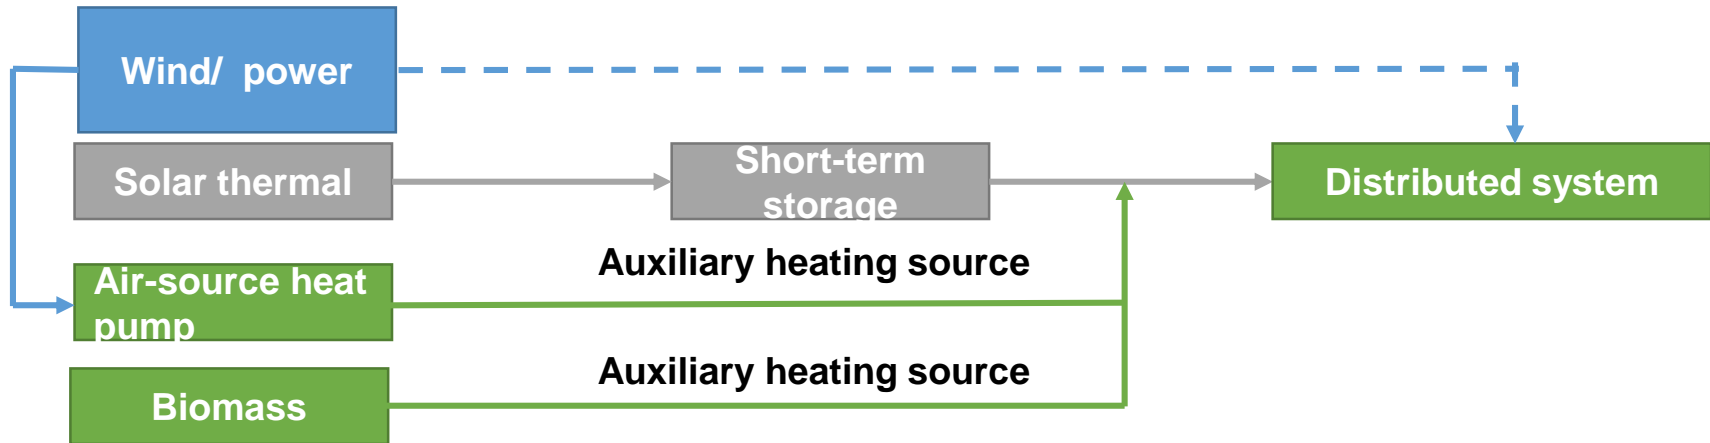 Wind/  power
Solar thermal
Short-term
storage
Distributed system
Auxiliary heating source
Air-source heat
pump
Auxiliary heating source
Biomass